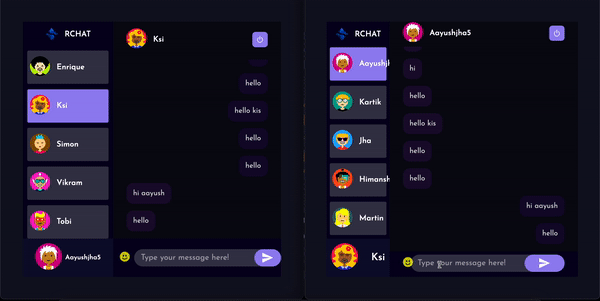 RCHAT
Enrique
Ksi
Simon
Vikram
Tobi
Aayushjha5
Ksi
hello
hello kis
hello
hello
hi aayush
hello
Type your message here!
RCHAT
Aayushj
Kartik
Jha
Himansh
Martin
Ksi
Aayushjha5
hi
hello
hello kis
hello
hello
hi aayush
hello
Type your message here!